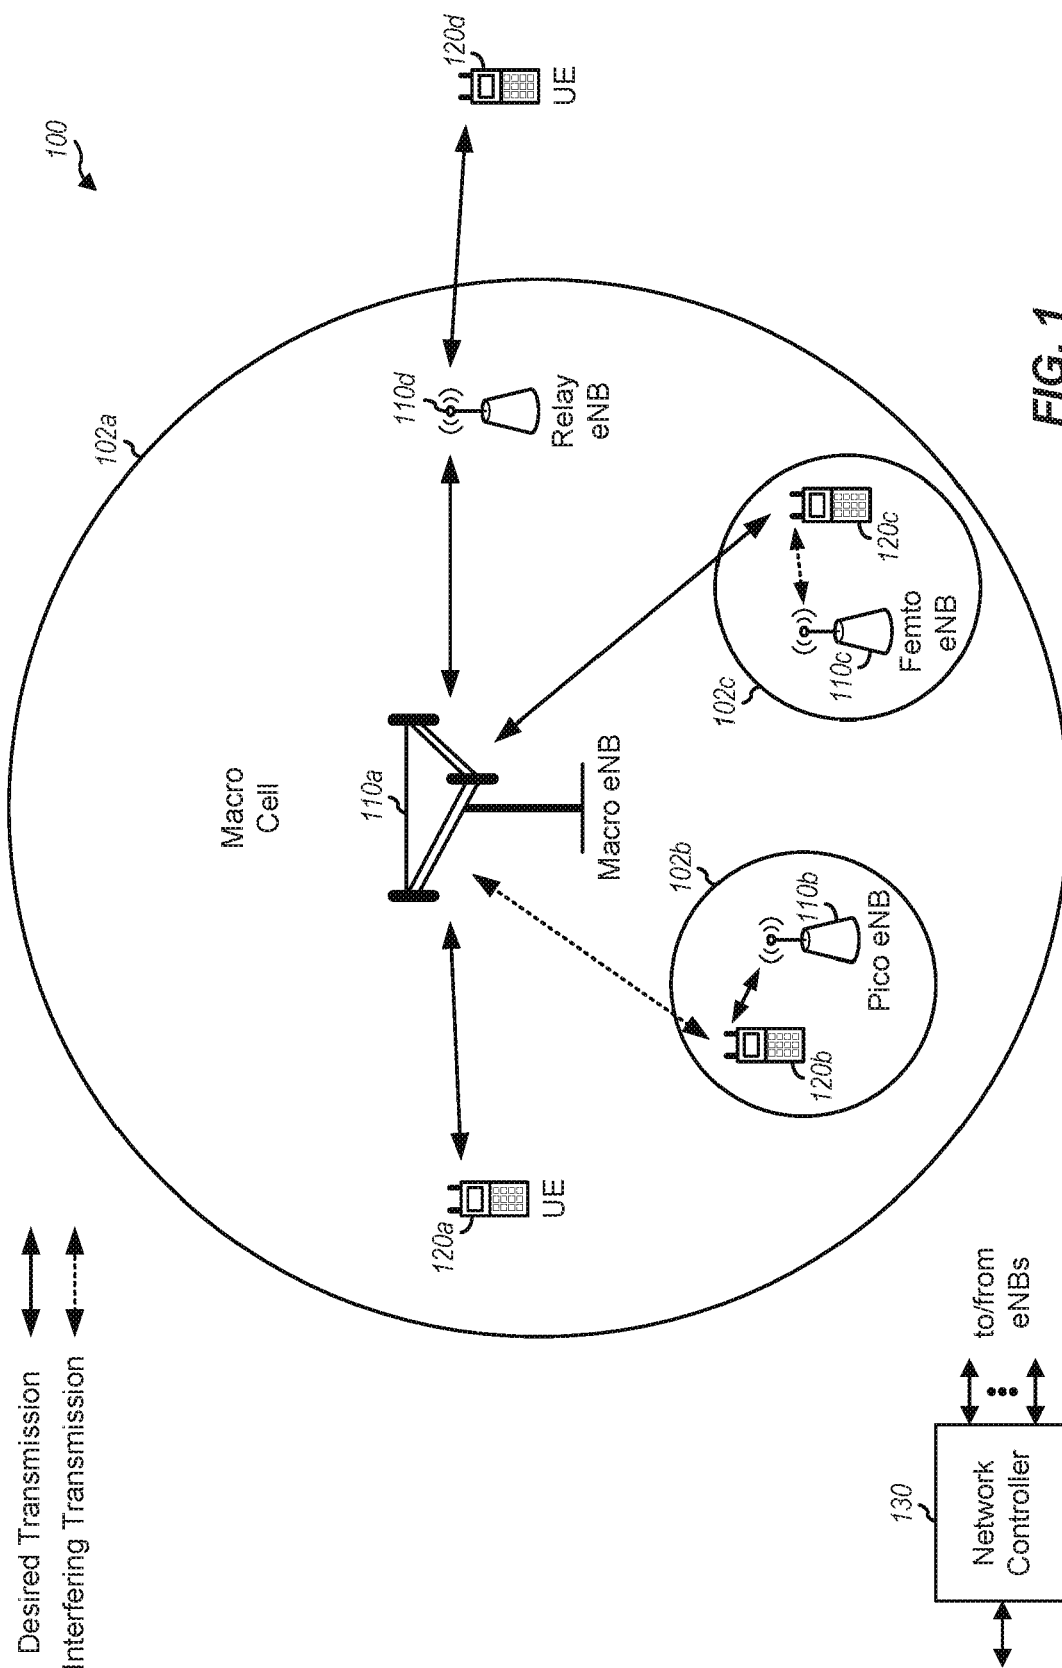 Desired Transmission
Interfering Transmission
100
102a
Macro
Cell
110a
110d
120d
120a
UE
Macro eNB
Relay
eNB
UE
102b
102c
120b
110b
Pico eNB
110c
120c
Femto
eNB
130
Network
Controller
to/from
eNBs
FIG. 1